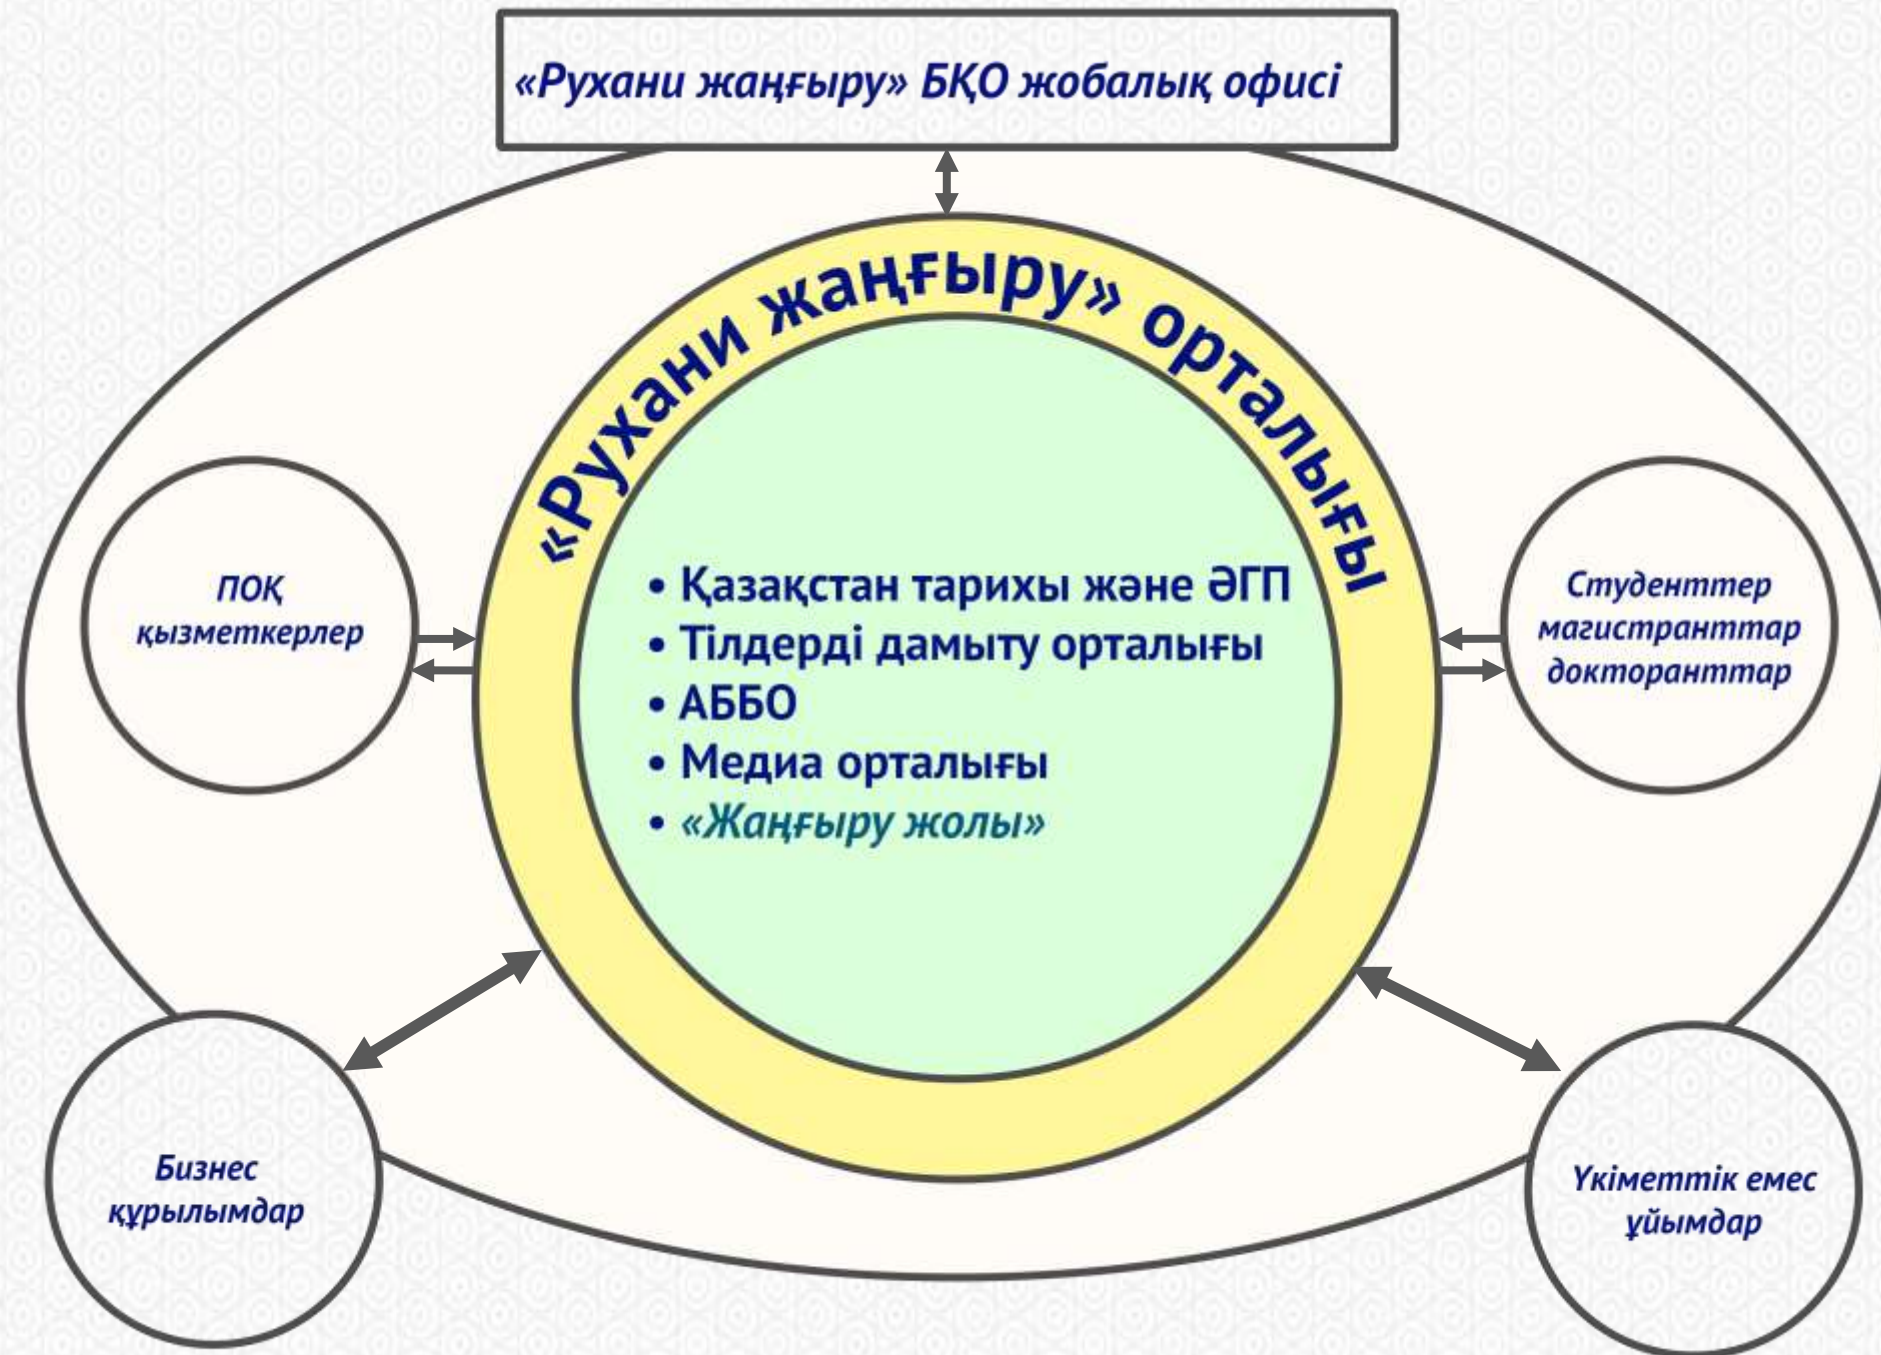 «Рухани жаңғыру» БҚО жобалық офисі
«Рухани жаңғыру» орталығы
ПОҚ
қызметкерлер
• Қазақстан тарихы және ӘГП
• Тілдерді дамыту орталығы
• АББО
• Медиа орталығы
• «Жаңғыру жолы»
Студенттер
магистранттар
докторанттар
Бизнес
құрылымдар
Үкіметтік емес
ұйымдар